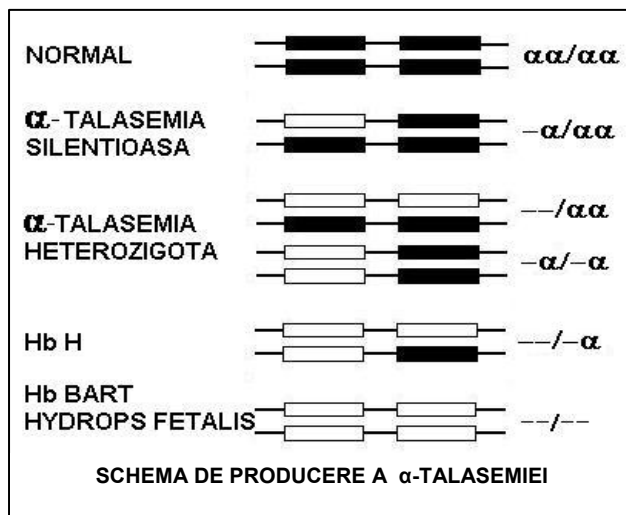 NORMAL αα/αα
α-TALASEMIA
SILENTIOASA
-α/αα
--/αα
α-TALASEMIA
HETEROZIGOTA
-α/-α
Hb H --/-α
Hb BART
HYDROPS FETALIS --/--
SCHEMA DE PRODUCERE A α-TALASEMIEI